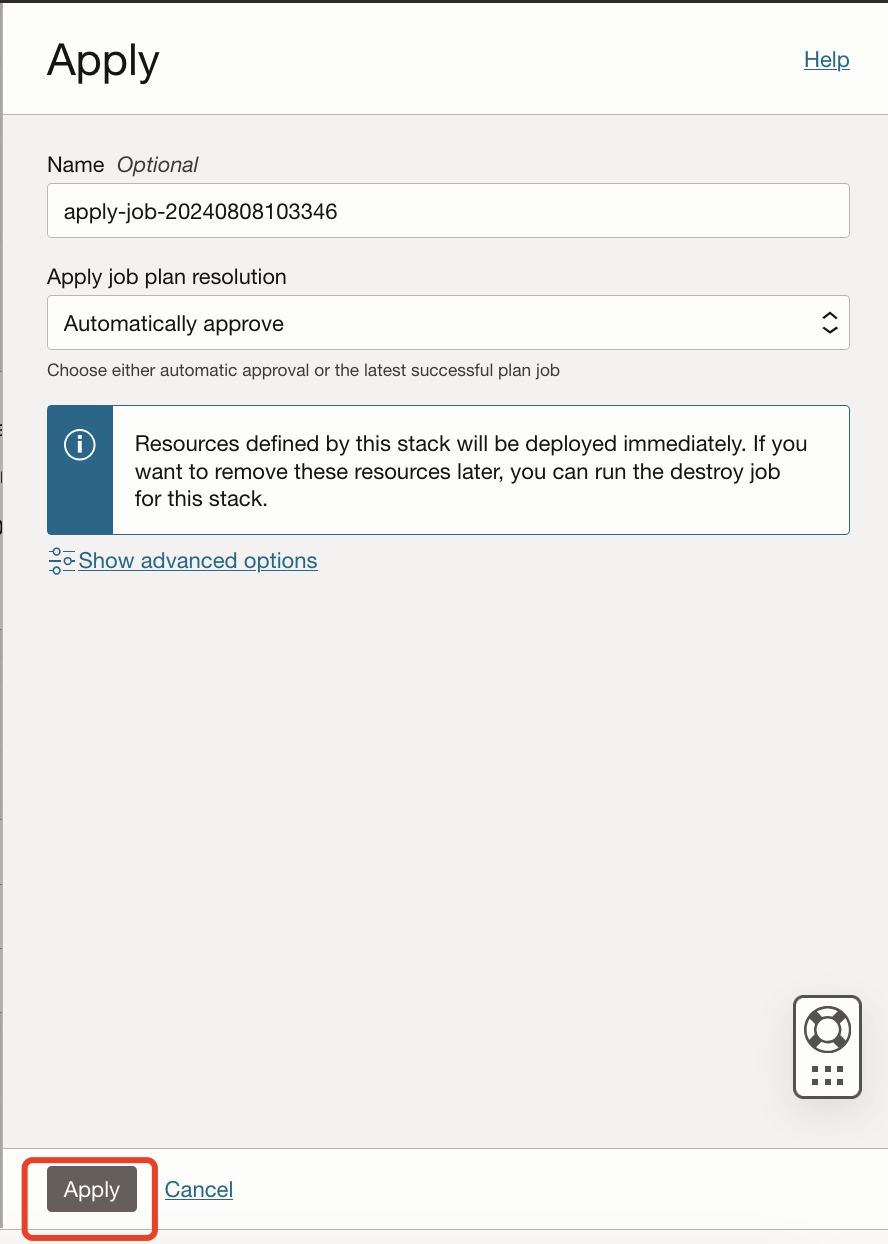 Apply
Help
Name Optional
apply-job-20240808103346
Apply job plan resolution
Automatically approve
Choose either automatic approval or the latest successful plan job
Resources defined by this stack will be deployed immediately. If you
want to remove these resources later, you can run the destroy job
for this stack.
Show advanced options
Apply
Cancel